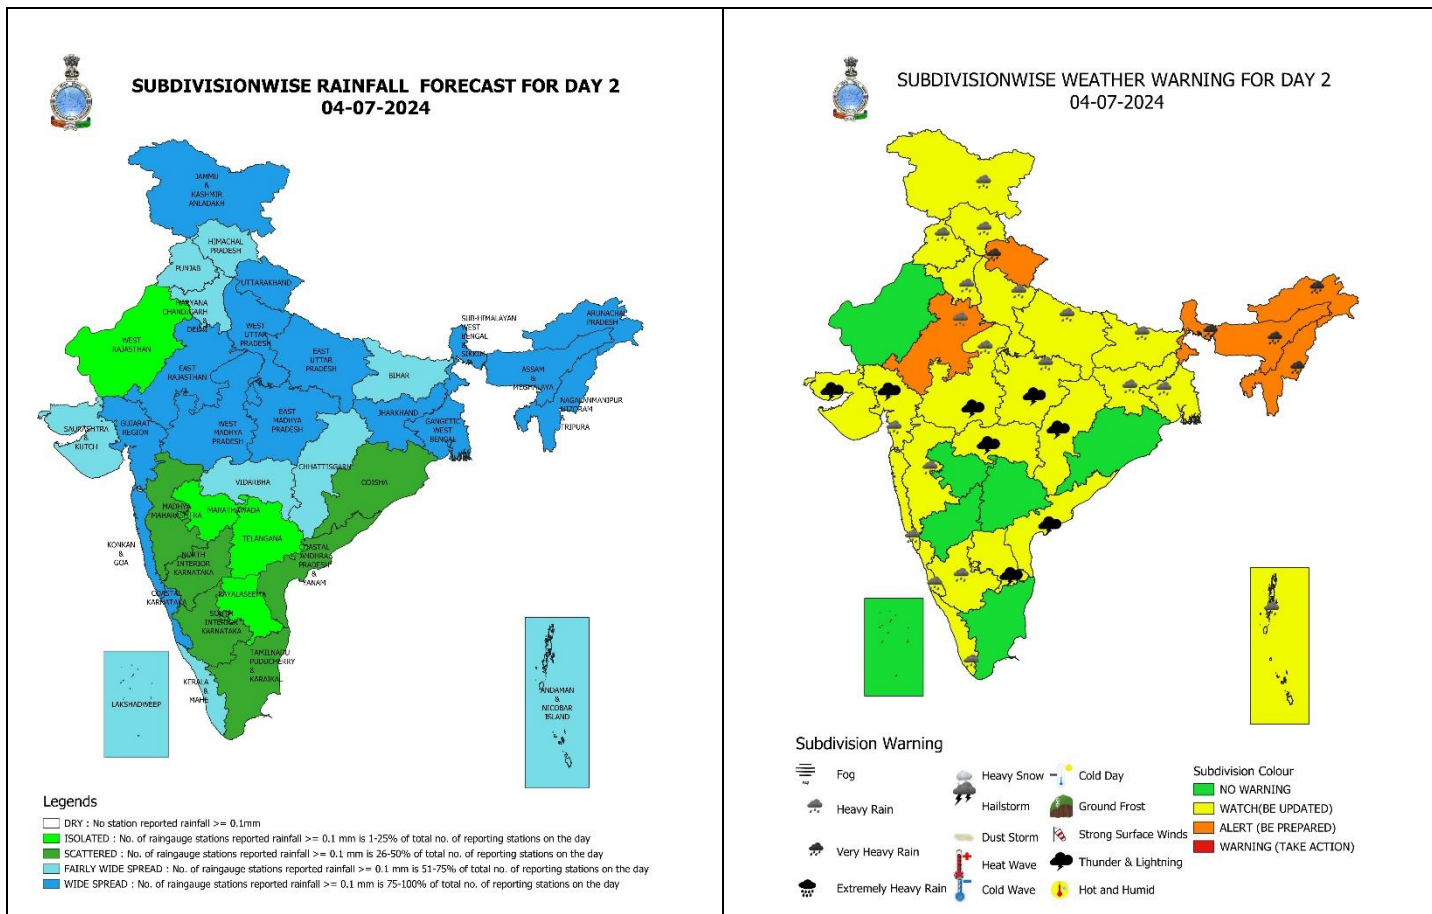 SUBDIVISIONWISE RAINFALL FORECAST FOR DAY 2
04-07-2024
JAMMU
&
KASHMIR
ANLADAKH
HIMACHAL
PRADESH
PUNJAB
UTTARAKHAND
HARYANA
CHANDIGARH
&
DELHI
WEST
RAJASTHAN
WEST
UTTAR
PRADESH
EAST
UTTAR
PRADESH
EAST
RAJASTHAN
BIHAR
SUB-HIMALAYAN
WEST
BENGAL
&
SIKKIM
ARUNACHAL
PRADESH
ASSAM
&
MEGHALAYA
NAGALANMANIPUR
MIZORAM
&
TRIPURA
JHARKHAND
GANGETIC
WEST
BENGAL
SAURASHTRA
&
KUTCH
GUJARAT
REGION
WEST
MADHYA
PRADESH
EAST
MADHYA
PRADESH
CHHATTISGARH
ODISHA
VIDARBHA
MADHYA
MAHARASHTRA
MARATHAWADA
TELANGANA
KONKAN
&
GOA
NORTH
INTERIOR
KARNATAKA
COASTAL
ANDHRA
PRADESH
&
YANAM
COASTAL
KARNATAKA
RAYALASEEMA
SOUTH
INTERIOR
KARNATAKA
TAMILNADU
PUDUCHERRY
&
KARAIKAL
KERALA
&
MAHE
LAKSHADWEEP
ANDAMAN
&
NICOBAR
ISLAND
Legends
DRY : No station reported rainfall >= 0.1mm
ISOLATED : No. of raingauge stations reported rainfall >= 0.1 mm is 1-25% of total no. of reporting stations on the day
SCATTERED : No. of raingauge stations reported rainfall >= 0.1 mm is 26-50% of total no. of reporting stations on the day
FAIRLY WIDE SPREAD : No. of raingauge stations reported rainfall >= 0.1 mm is 51-75% of total no. of reporting stations on the day
WIDE SPREAD : No. of raingauge stations reported rainfall >= 0.1 mm is 75-100% of total no. of reporting stations on the day
SUBDIVISIONWISE WEATHER WARNING FOR DAY 2
04-07-2024
Subdivision Warning
Fog
Heavy Rain
Very Heavy Rain
Extremely Heavy Rain
Heavy Snow
Hailstorm
Dust Storm
Heat Wave
Cold Wave
Cold Day
Ground Frost
Strong Surface Winds
Thunder & Lightning
Hot and Humid
Subdivision Colour
NO WARNING
WATCH(BE UPDATED)
ALERT (BE PREPARED)
WARNING (TAKE ACTION)